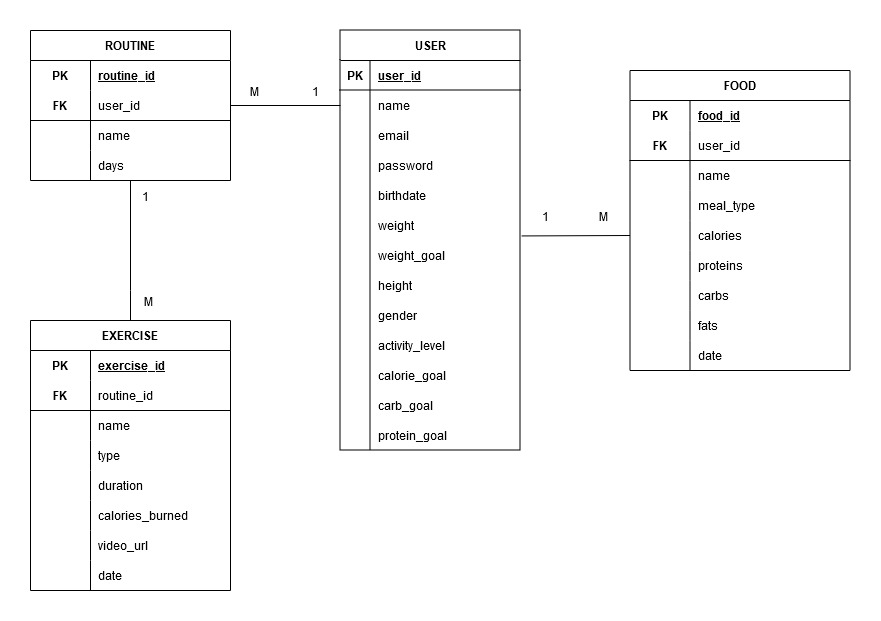 ROUTINE
PK routine_id
FK user_id
name
days
M 1
USER
PK user_id
name
email
password
birthdate
weight
weight_goal
height
gender
activity_level
calorie_goal
carb_goal
protein_goal
1 M
FOOD
PK food_id
FK user_id
name
meal_type
calories
proteins
carbs
fats
date
1
M
EXERCISE
PK exercise_id
FK routine_id
name
type
duration
calories_burned
video_url
date